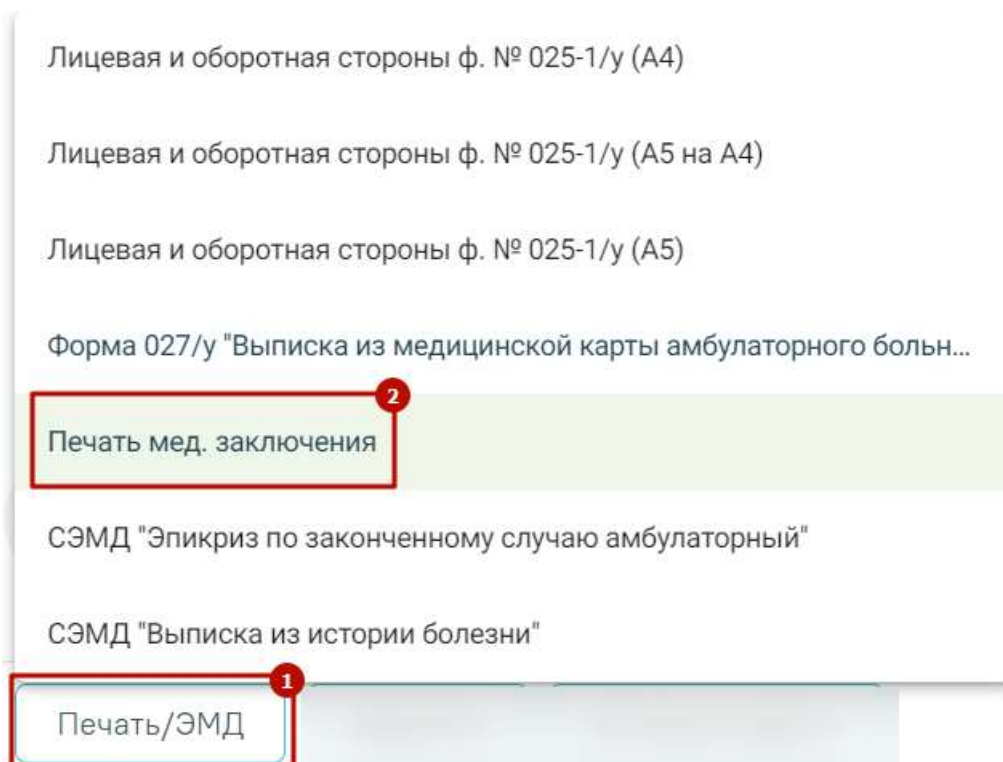 Лицевая и оборотная стороны ф. № 025-1/у (А4)
Лицевая и оборотная стороны ф. № 025-1/у (А5 на А4)
Лицевая и оборотная стороны ф. № 025-1/у (А5)
Форма 027/у "Выписка из медицинской карты амбулаторного больн...
2
Печать мед. заключения
СЭМД "Эпикриз по законченному случаю амбулаторный"
СЭМД "Выписка из истории болезни"
1
Печать/ЭМД